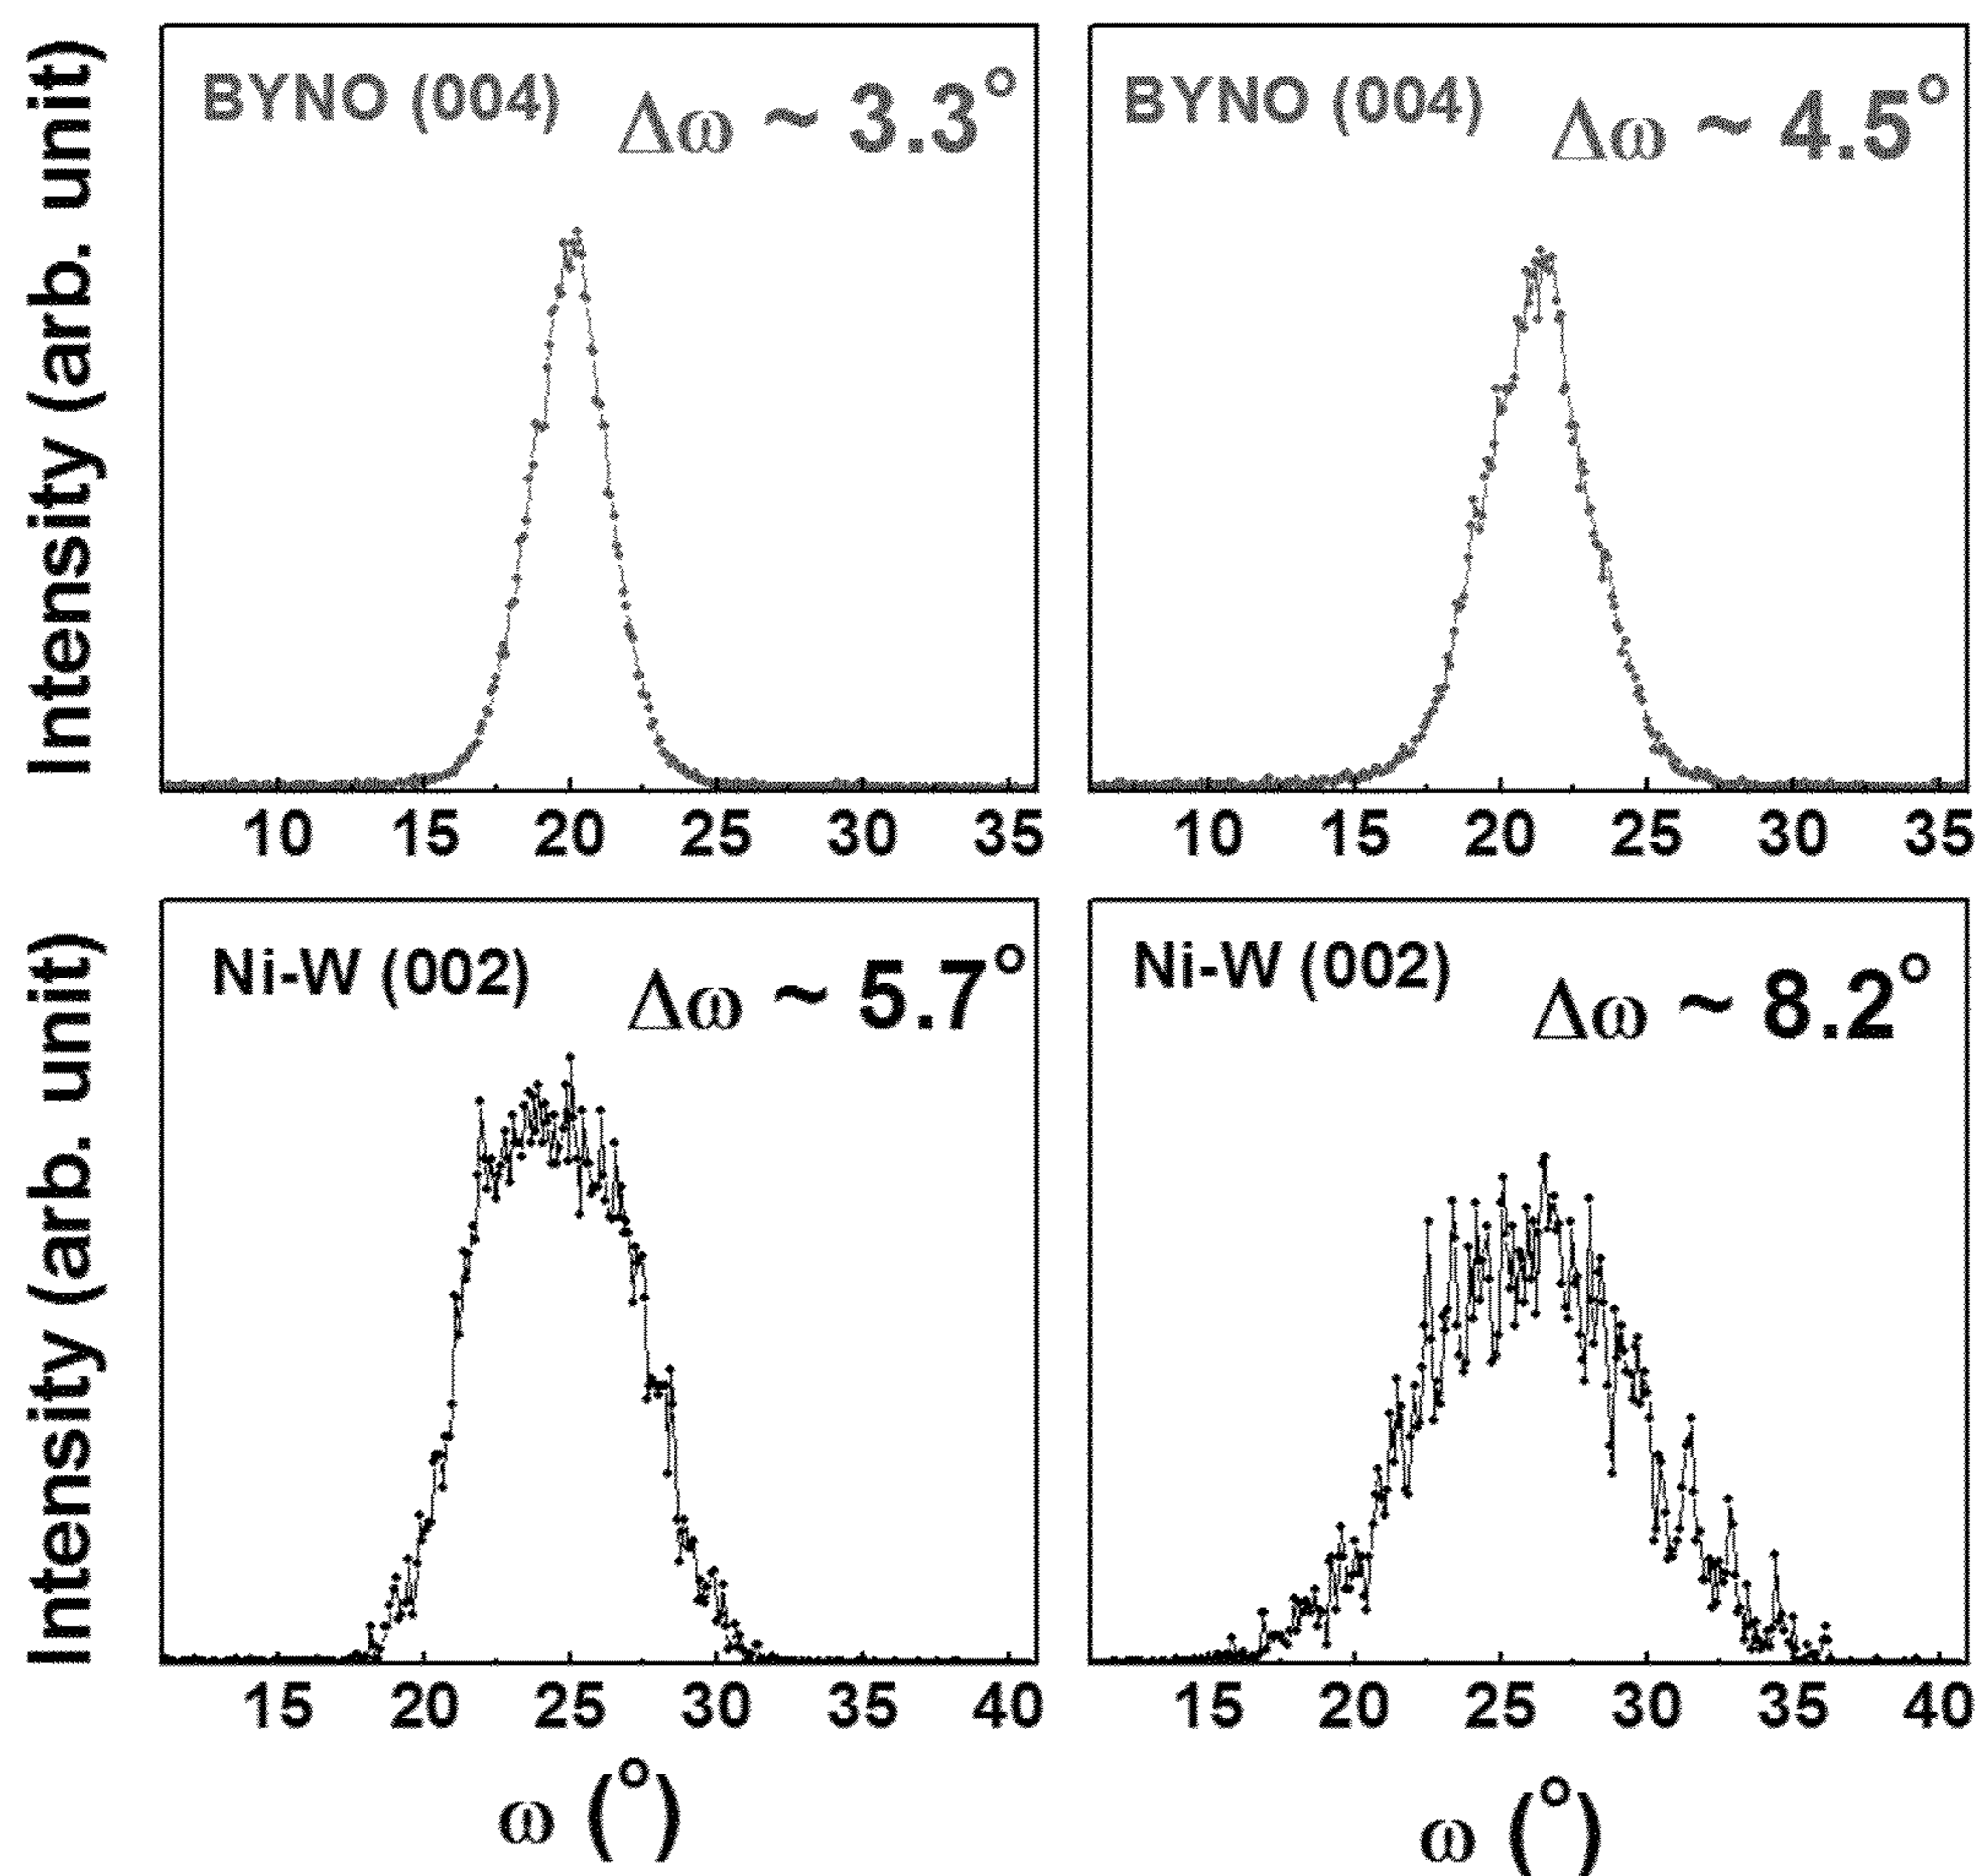 Intensity (arb. unit)
BYNO (004)
Δω ~ 3.3°
10 15 20 25 30 35
BYNO (004)
Δω ~ 4.5°
10 15 20 25 30 35
Intensity (arb. unit)
Ni-W (002)
Δω ~ 5.7°
15 20 25 30 35 40
ω (°)
Ni-W (002)
Δω ~ 8.2°
15 20 25 30 35 40
ω (°)